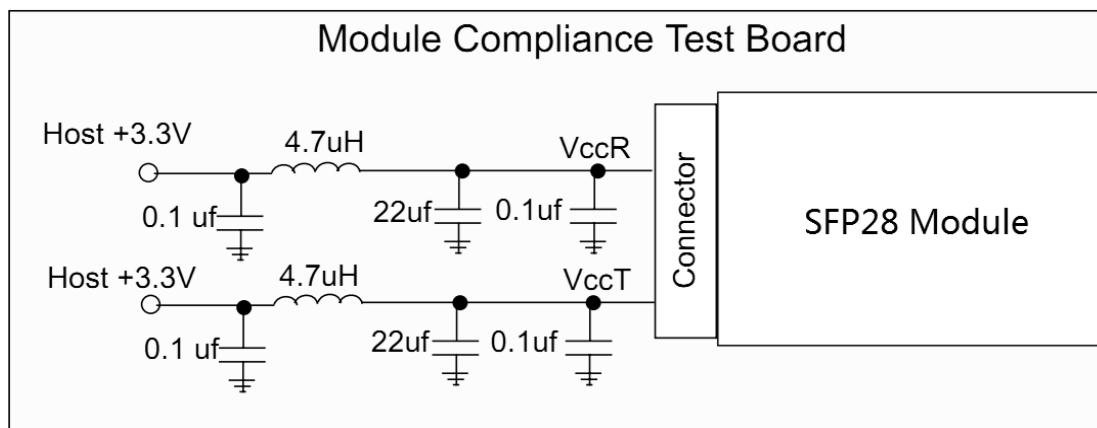 Module Compliance Test Board
Host +3.3V
4.7uH
VccR
0.1 uf
22uf
0.1uf
Connector
SFP28 Module
Host +3.3V
4.7uH
VccT
0.1 uf
22uf
0.1uf